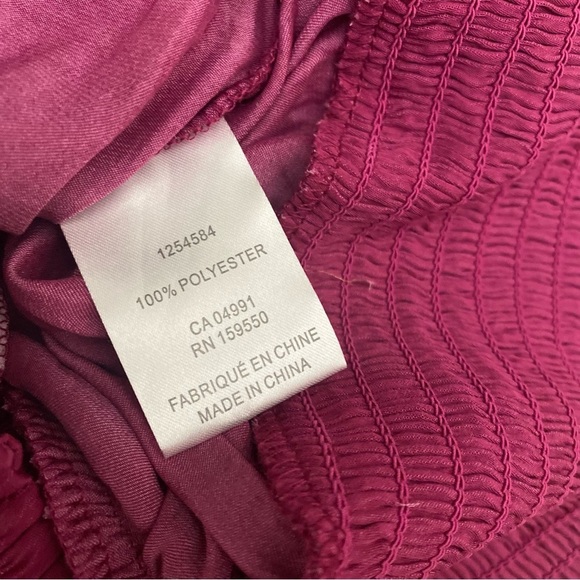 1254584
100% POLYESTER
CA 04991
RN 159550
FABRIQUÉ EN CHINE
MADE IN CHINA